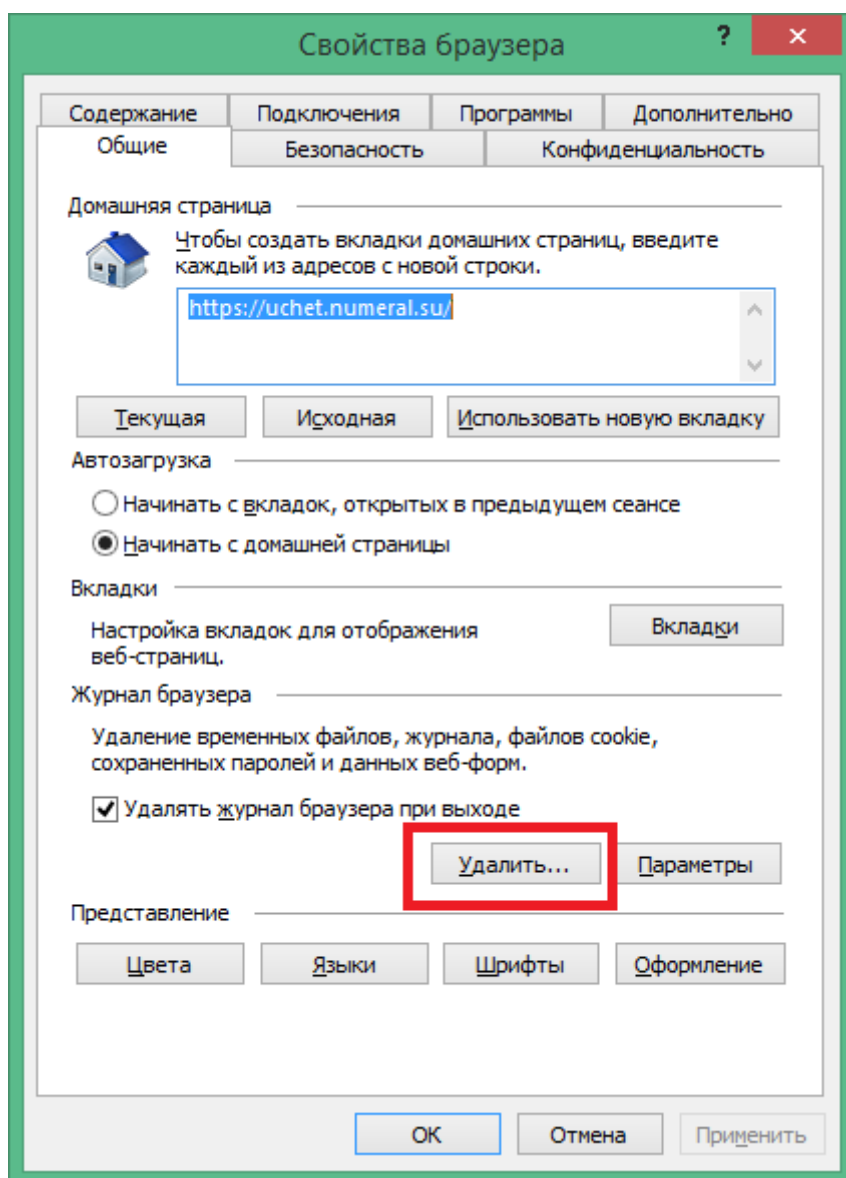 Свойства браузера ?
Содержание Подключения Программы Дополнительно
Общие Безопасность Конфиденциальность
Домашняя страница
Чтобы создать вкладки домашних страниц, введите
каждый из адресов с новой строки.
https://uchet.numeral.su/
Текущая Исходная Использовать новую вкладку
Автозагрузка
Начинать с вкладок, открытых в предыдущем сеансе
Начинать с домашней страницы
Вкладки
Настройка вкладок для отображения
веб-страниц.
Вкладки
Журнал браузера
Удаление временных файлов, журнала, файлов cookie,
сохраненных паролей и данных веб-форм.
Удалять журнал браузера при выходе
Удалить... Параметры
Представление
Цвета Языки Шрифты Оформление
ОК Отмена Применить